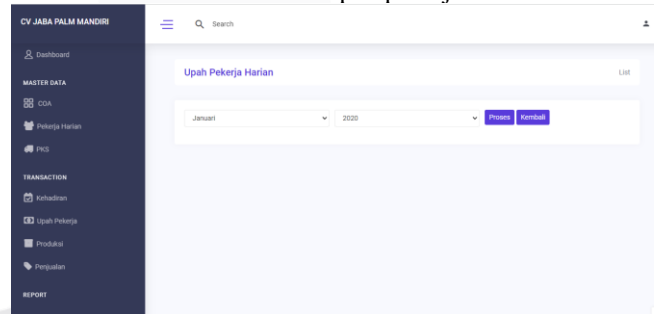 CV JABA PALM MANDIRI
Search
Dashboard
MASTER DATA
COA
Pekerja Harian
PKS
TRANSACTION
Kehadiran
Upah Pekerja
Produksi
Penjualan
REPORT
Upah Pekerja Harian
List
Januari
2020
Proses
Kembali